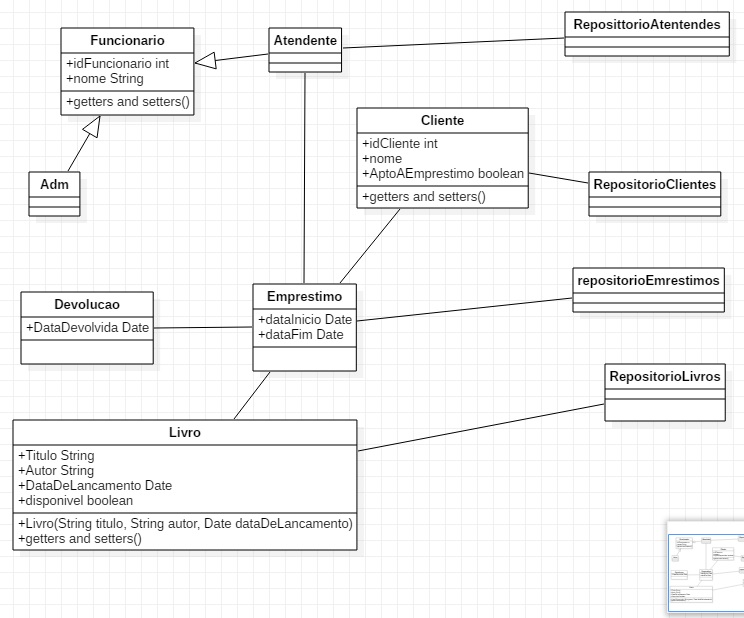 Funcionario
+idFuncionario int
+nome String
+getters and setters()
Atendente
ReposittorioAtentendes
Cliente
+idCliente int
+nome
+AptoAEmprestimo boolean
+getters and setters()
Adm
RepositorioClientes
Devolucao
+DataDevolvida Date
Emprestimo
+dataInicio Date
+dataFim Date
repositorioEmrestimos
RepositorioLivros
Livro
+Titulo String
+Autor String
+DataDeLancamento Date
+disponivel boolean
+Livro(String titulo, String autor, Date dataDeLancamento)
+getters and setters()